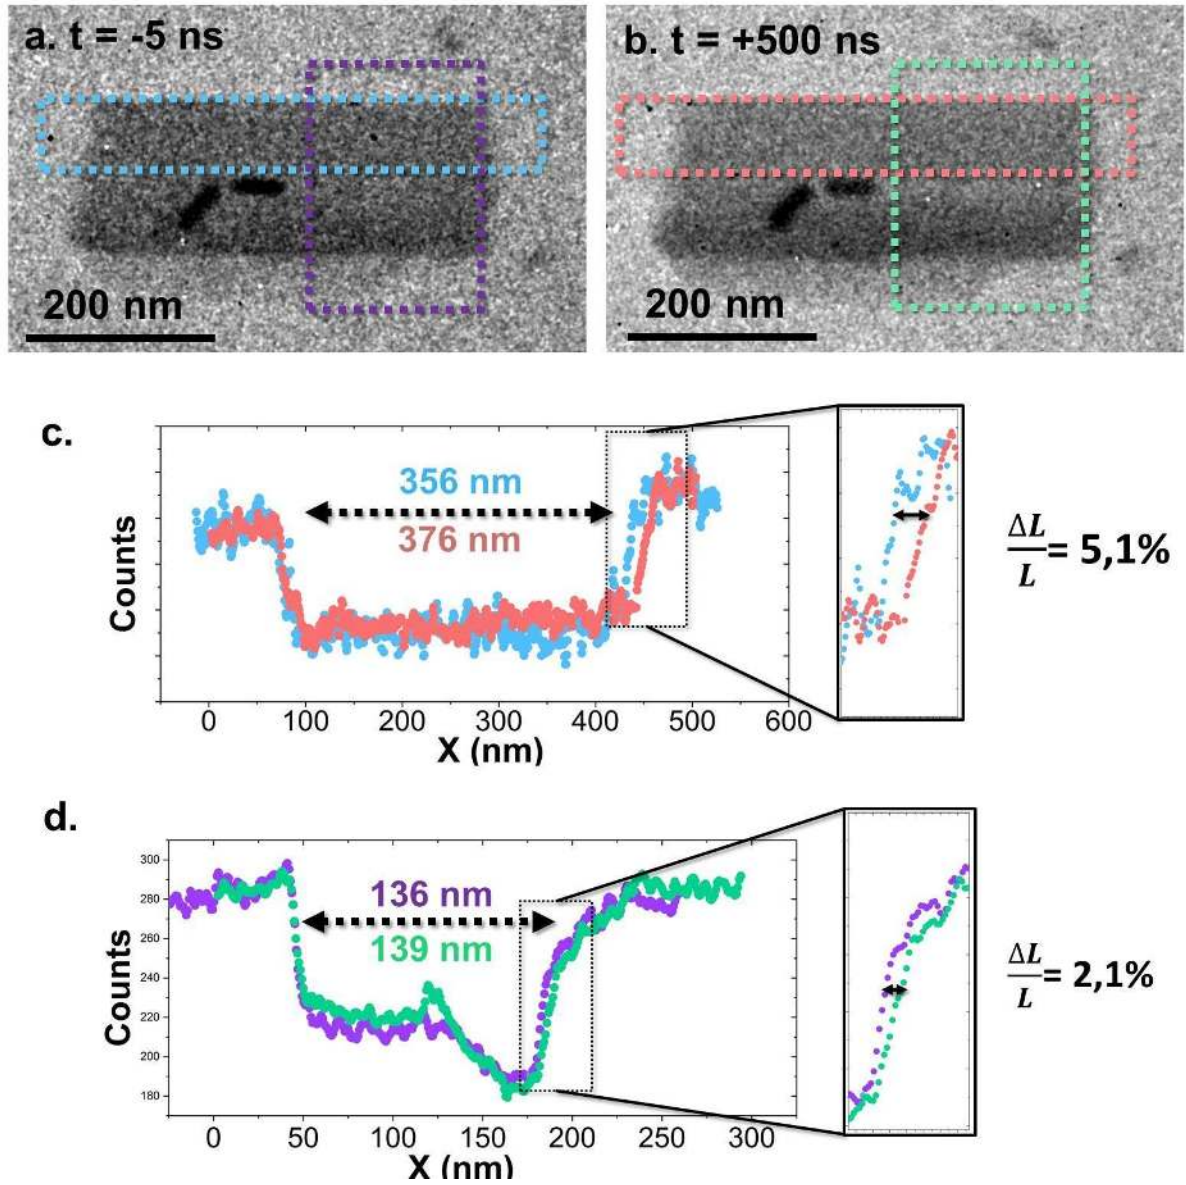 a. t = -5 ns
b. t = +500 ns
200 nm
200 nm
c.
356 nm
376 nm
Counts
0 100 200 300 400 500 600
X (nm)
ΔL/L = 5,1%
d.
136 nm
139 nm
Counts
300
280
260
240
220
200
180
0 50 100 150 200 250 300
X (nm)
ΔL/L = 2,1%